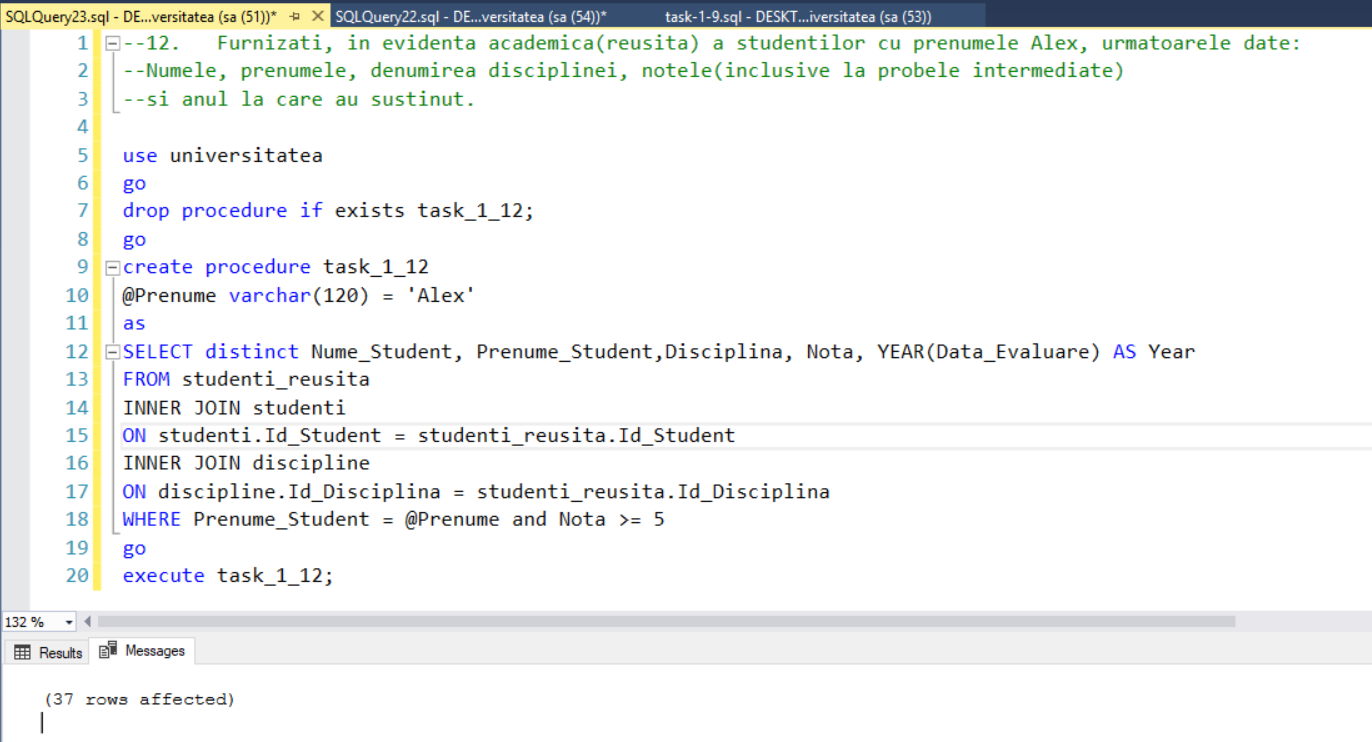 SQLQuery23.sql - DE...versitatea (sa (51))* SQLQuery22.sql - DE...versitatea (sa (54))* task-1-9.sql - DESKT...iversitatea (sa (53))
1 --12. Furnizati, in evidenta academica(reusita) a studentilor cu prenumele Alex, urmatoarele date:
2 --Numele, prenumele, denumirea disciplinei, notele(inclusive la probele intermediate)
3 --si anul la care au sustinut.
4
5 use universitatea
6 go
7 drop procedure if exists task_1_12;
8 go
9 create procedure task_1_12
10 @Prenume varchar(120) = 'Alex'
11 as
12 SELECT distinct Nume_Student, Prenume_Student,Disciplina, Nota, YEAR(Data_Evaluare) AS Year
13 FROM studenti_reusita
14 INNER JOIN studenti
15 ON studenti.Id_Student = studenti_reusita.Id_Student
16 INNER JOIN discipline
17 ON discipline.Id_Disciplina = studenti_reusita.Id_Disciplina
18 WHERE Prenume_Student = @Prenume and Nota >= 5
19 go
20 execute task_1_12;
132 %
Results Messages
(37 rows affected)